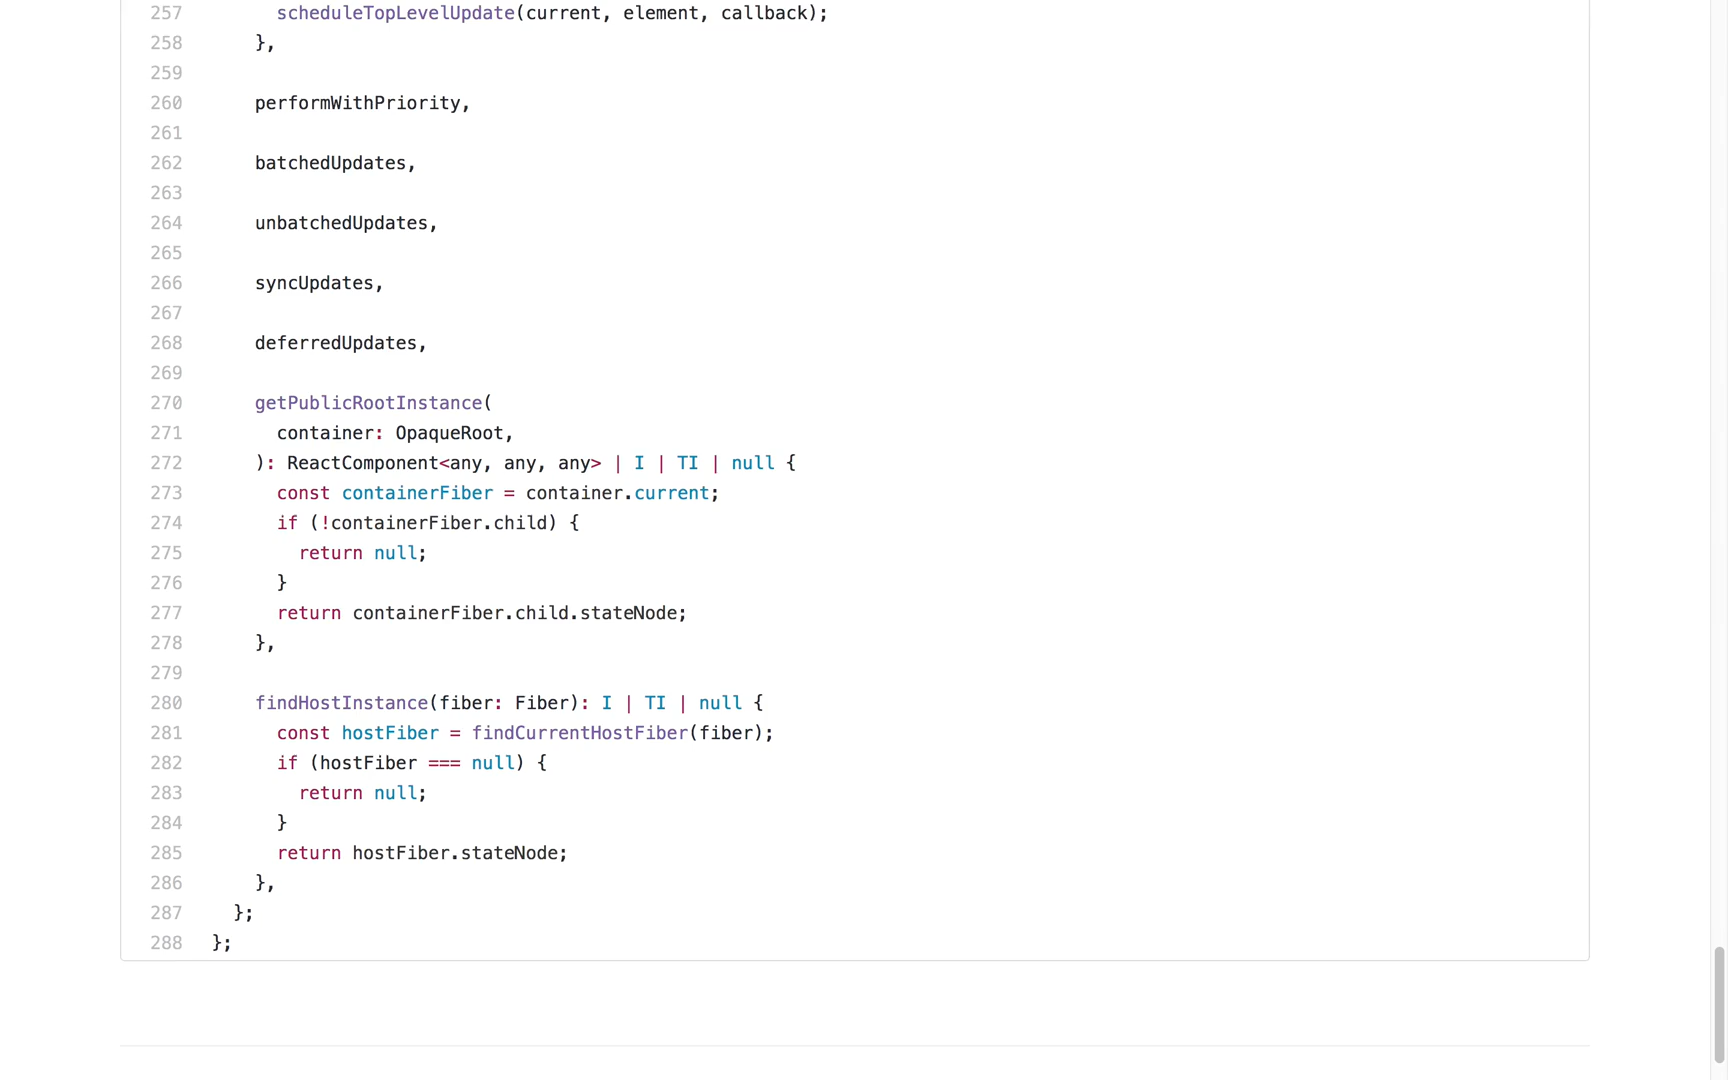 257 scheduleTopLevelUpdate(current, element, callback);
258 },
259
260 performWithPriority,
261
262 batchedUpdates,
263
264 unbatchedUpdates,
265
266 syncUpdates,
267
268 deferredUpdates,
269
270 getPublicRootInstance(
271 container: OpaqueRoot,
272 ): ReactComponent<any, any, any> | I | TI | null {
273 const containerFiber = container.current;
274 if (!containerFiber.child) {
275 return null;
276 }
277 return containerFiber.child.stateNode;
278 },
279
280 findHostInstance(fiber: Fiber): I | TI | null {
281 const hostFiber = findCurrentHostFiber(fiber);
282 if (hostFiber === null) {
283 return null;
284 }
285 return hostFiber.stateNode;
286 },
287 };
288 };